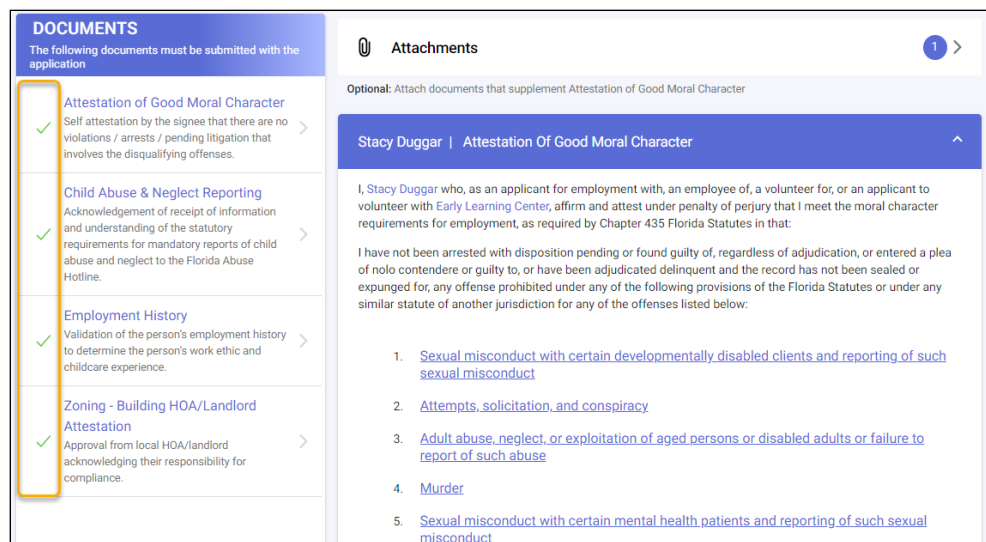 DOCUMENTS
The following documents must be submitted with the
application
Attestation of Good Moral Character
Self attestation by the signee that there are no
violations / arrests / pending litigation that
involves the disqualifying offenses.
Child Abuse & Neglect Reporting
Acknowledgement of receipt of information
and understanding of the statutory
requirements for mandatory reports of child
abuse and neglect to the Florida Abuse
Hotline.
Employment History
Validation of the person's employment history
to determine the person's work ethic and
childcare experience.
Zoning - Building HOA/Landlord
Attestation
Approval from local HOA/landlord
acknowledging their responsibility for
compliance.
Attachments
1
Optional: Attach documents that supplement Attestation of Good Moral Character
Stacy Duggar | Attestation Of Good Moral Character
I, Stacy Duggar who, as an applicant for employment with, an employee of, a volunteer for, or an applicant to
volunteer with Early Learning Center, affirm and attest under penalty of perjury that I meet the moral character
requirements for employment, as required by Chapter 435 Florida Statutes in that:
I have not been arrested with disposition pending or found guilty of, regardless of adjudication, or entered a plea
of nolo contendere or guilty to, or have been adjudicated delinquent and the record has not been sealed or
expunged for, any offense prohibited under any of the following provisions of the Florida Statutes or under any
similar statute of another jurisdiction for any of the offenses listed below:
1. Sexual misconduct with certain developmentally disabled clients and reporting of such
sexual misconduct
2. Attempts, solicitation, and conspiracy
3. Adult abuse, neglect, or exploitation of aged persons or disabled adults or failure to
report of such abuse
4. Murder
5. Sexual misconduct with certain mental health patients and reporting of such sexual
misconduct